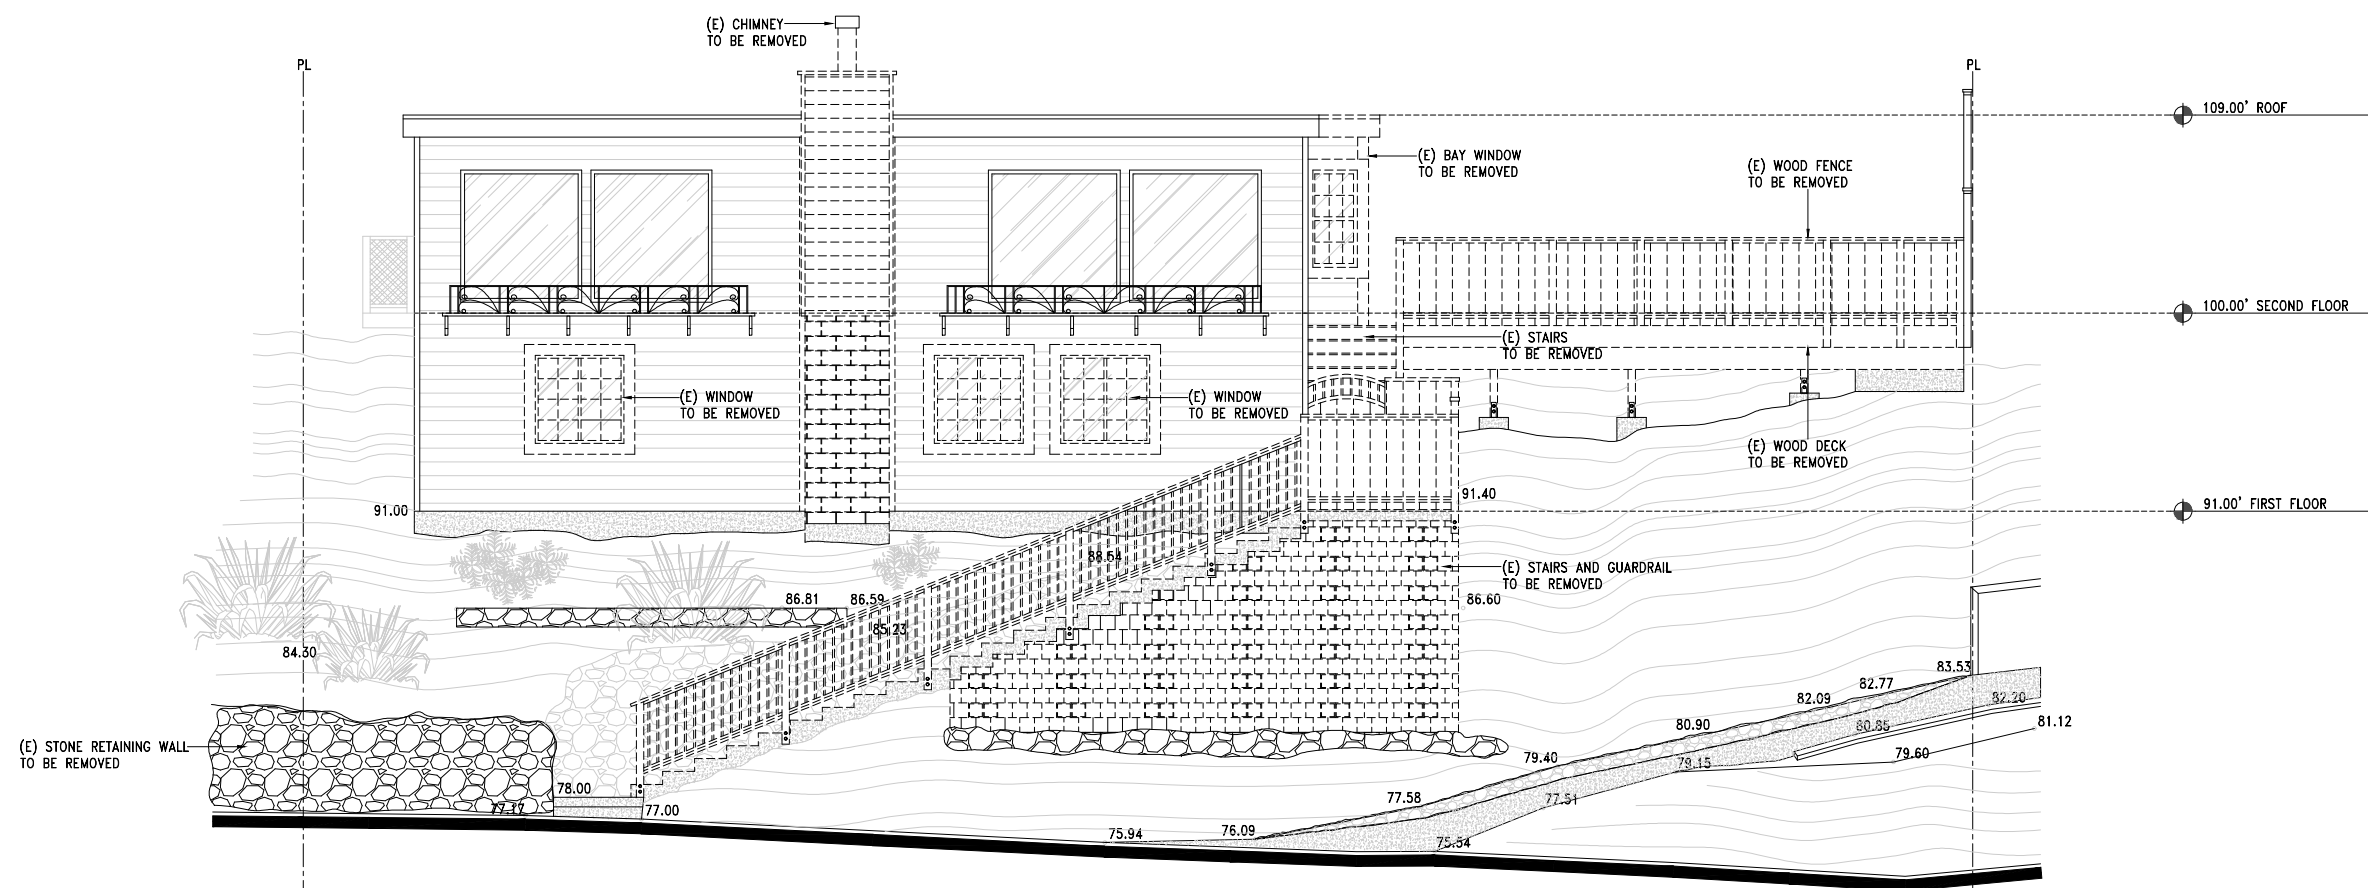 (E) CHIMNEY
TO BE REMOVED
PL
PL
109.00' ROOF
(E) BAY WINDOW
TO BE REMOVED
(E) WOOD FENCE
TO BE REMOVED
100.00' SECOND FLOOR
(E) STAIRS
TO BE REMOVED
(E) WINDOW
TO BE REMOVED
(E) WINDOW
TO BE REMOVED
(E) WOOD DECK
TO BE REMOVED
91.40
91.00
91.00' FIRST FLOOR
88.54
(E) STAIRS AND GUARDRAIL
TO BE REMOVED
86.81
86.59
86.60
85.23
84.30
83.53
82.77
82.09
82.20
80.90
80.85
81.12
(E) STONE RETAINING WALL
TO BE REMOVED
79.40
79.15
79.60
78.00
77.17
77.00
77.58
77.51
75.94
76.09
75.54